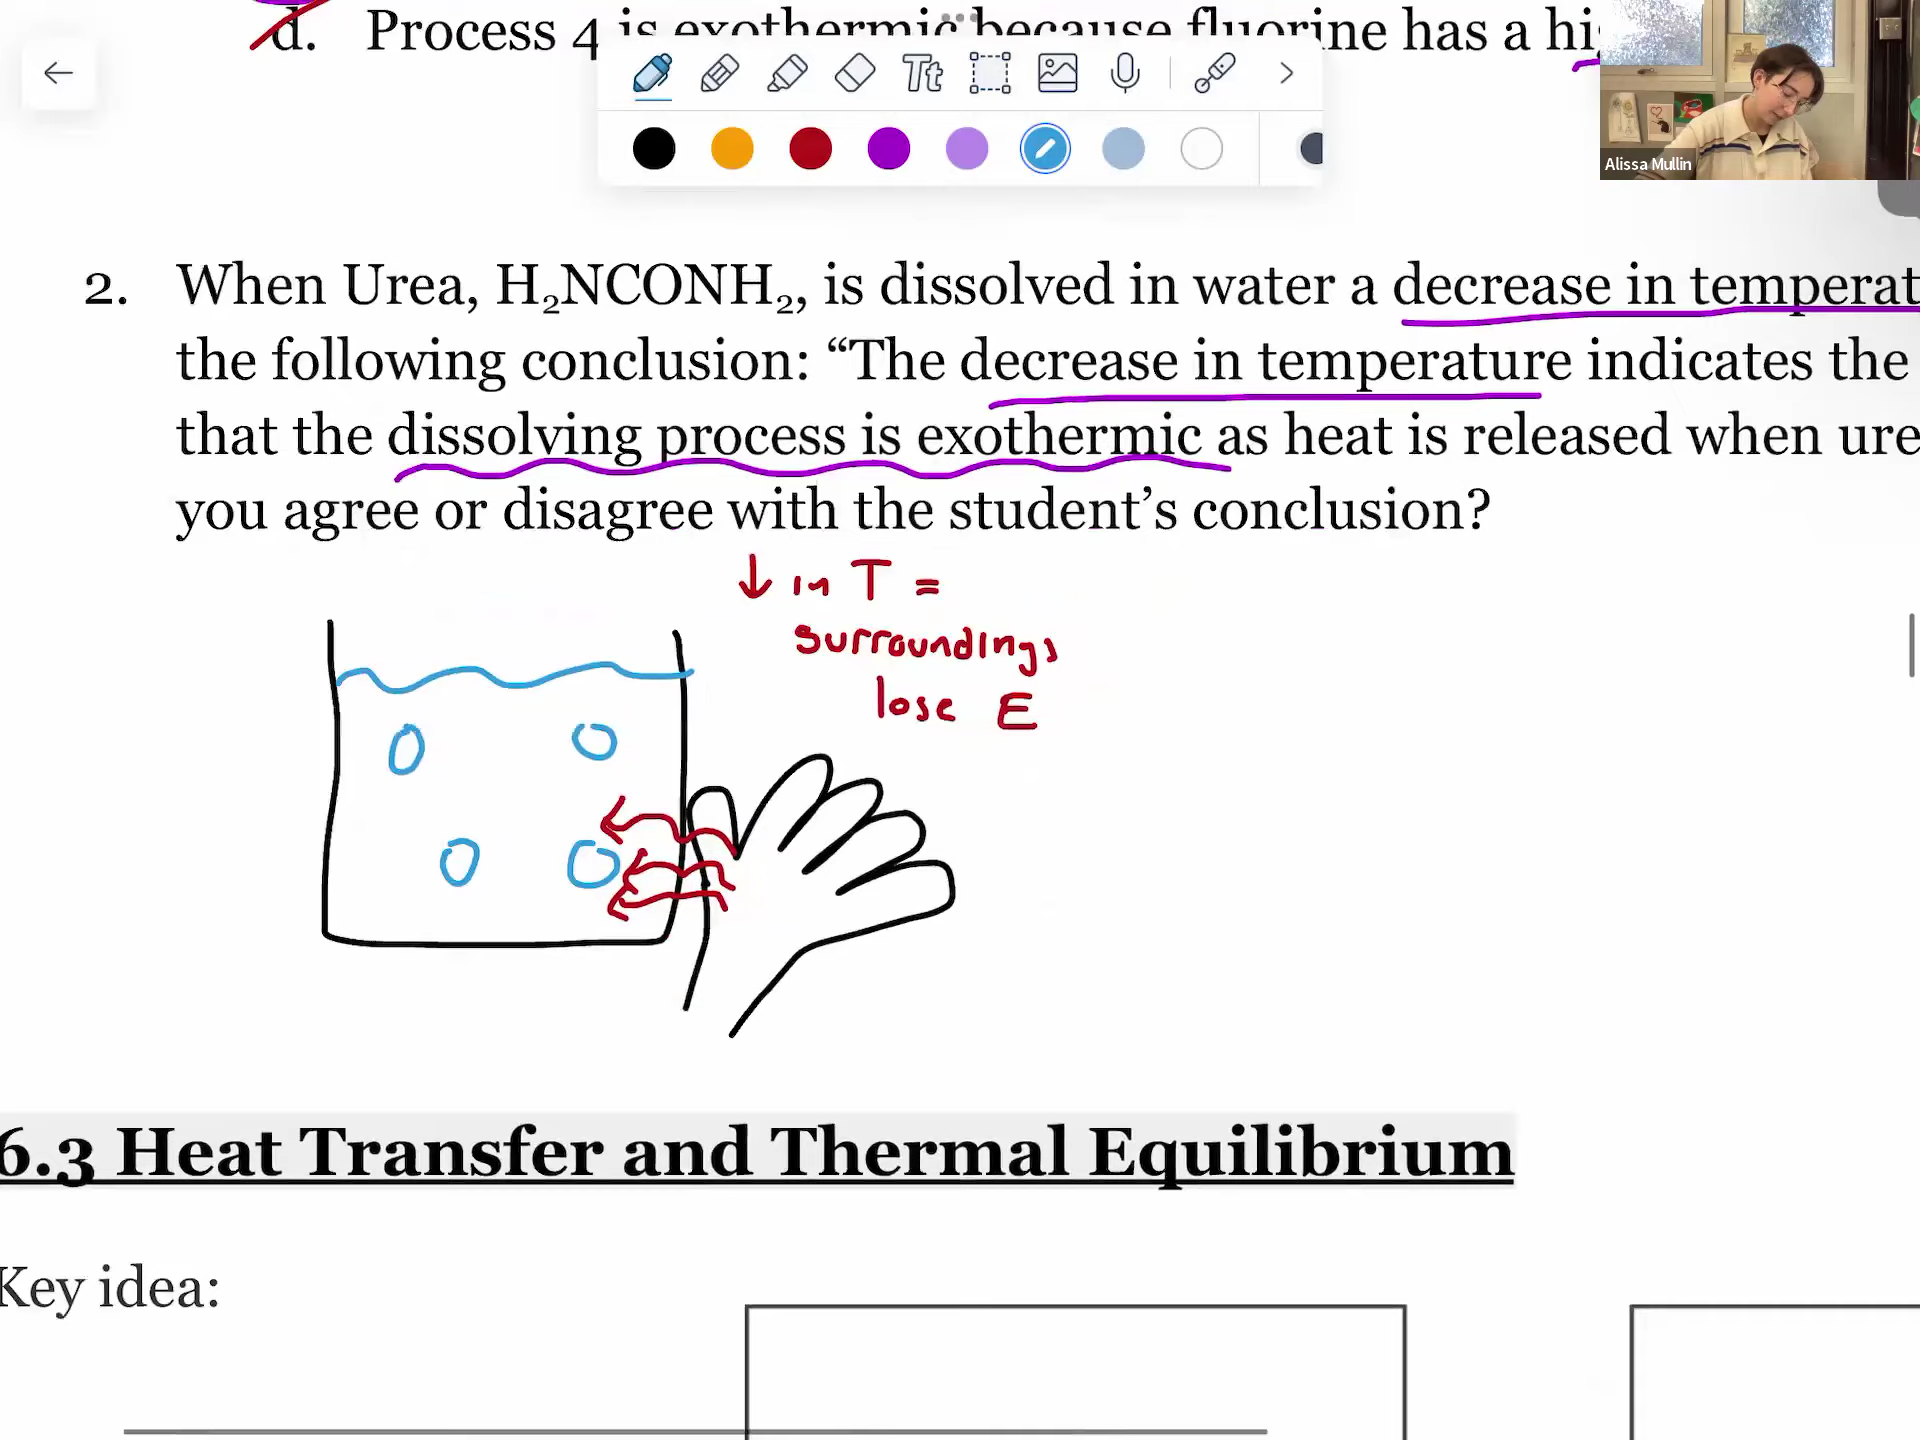 d. Process 4 is exothermic because fluorine has a hi
Tt
Alissa Mullin
2. When Urea, H₂NCONH₂, is dissolved in water a decrease in temperat
the following conclusion: “The decrease in temperature indicates the
that the dissolving process is exothermic as heat is released when ure
you agree or disagree with the student’s conclusion?
↓ in T =
surroundings
lose E
6.3 Heat Transfer and Thermal Equilibrium
Key idea: